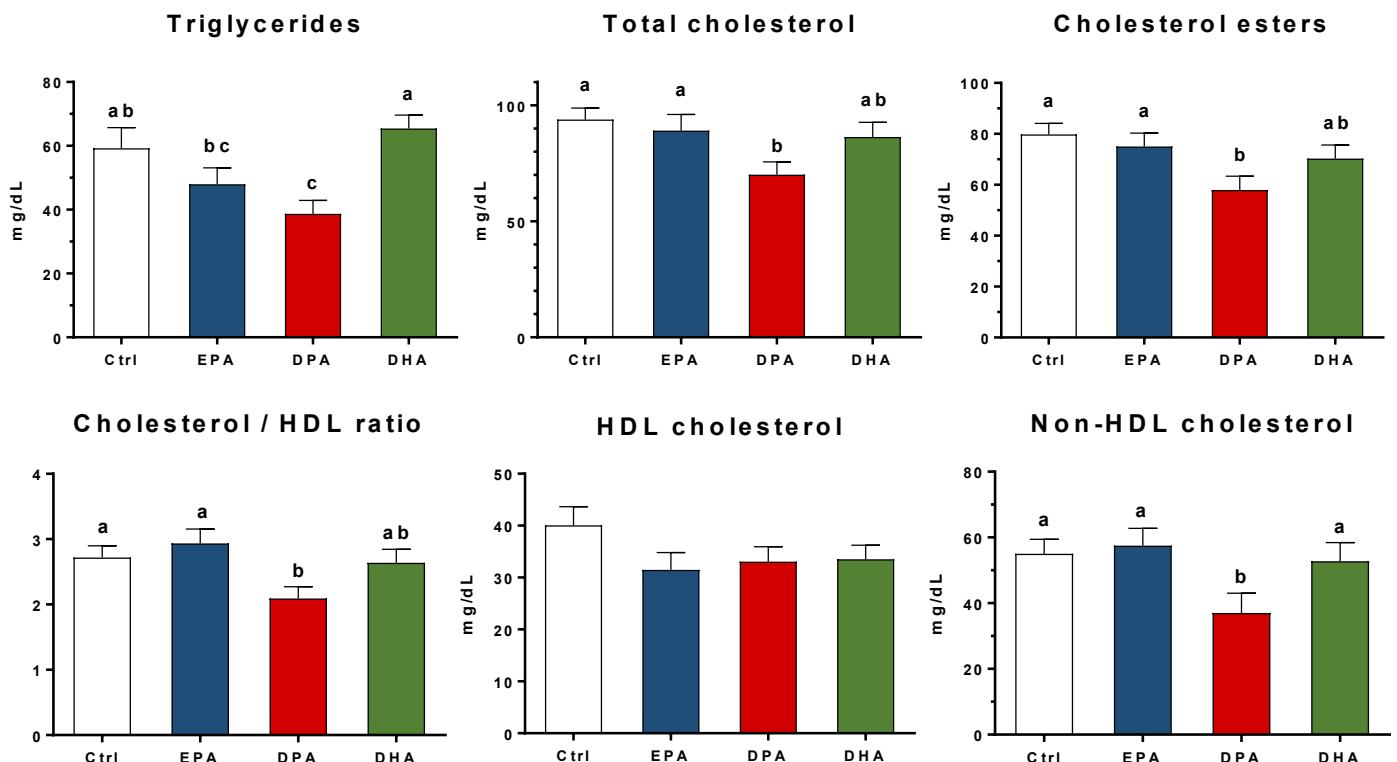 Triglycerides
80
60
40
20
0
mg/dL
ab
bc
c
a
Ctrl
EPA
DPA
DHA
Total cholesterol
100
50
0
mg/dL
a
a
b
ab
Ctrl
EPA
DPA
DHA
Cholesterol esters
100
80
60
40
20
0
mg/dL
a
a
b
ab
Ctrl
EPA
DPA
DHA
Cholesterol / HDL ratio
4
3
2
1
0
a
a
b
ab
Ctrl
EPA
DPA
DHA
HDL cholesterol
50
40
30
20
10
0
mg/dL
Ctrl
EPA
DPA
DHA
Non-HDL cholesterol
80
60
40
20
0
mg/dL
a
a
b
a
Ctrl
EPA
DPA
DHA